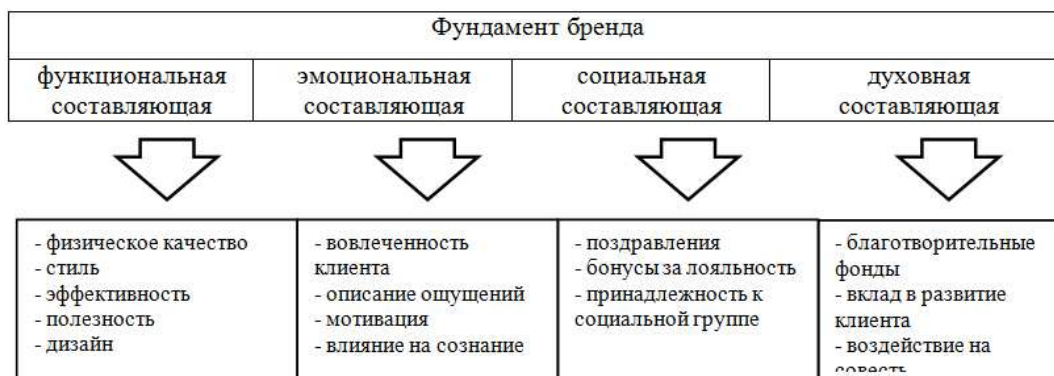 Фундамент бренда
функциональная
составляющая
эмоциональная
составляющая
социальная
составляющая
духовная
составляющая
- физическое качество
- стиль
- эффективность
- полезность
- дизайн
- вовлеченность
клиента
- описание ощущений
- мотивация
- влияние на сознание
- поздравления
- бонусы за лояльность
- принадлежность к
социальной группе
- благотворительные
фонды
- вклад в развитие
клиента
- воздействие на
совесть